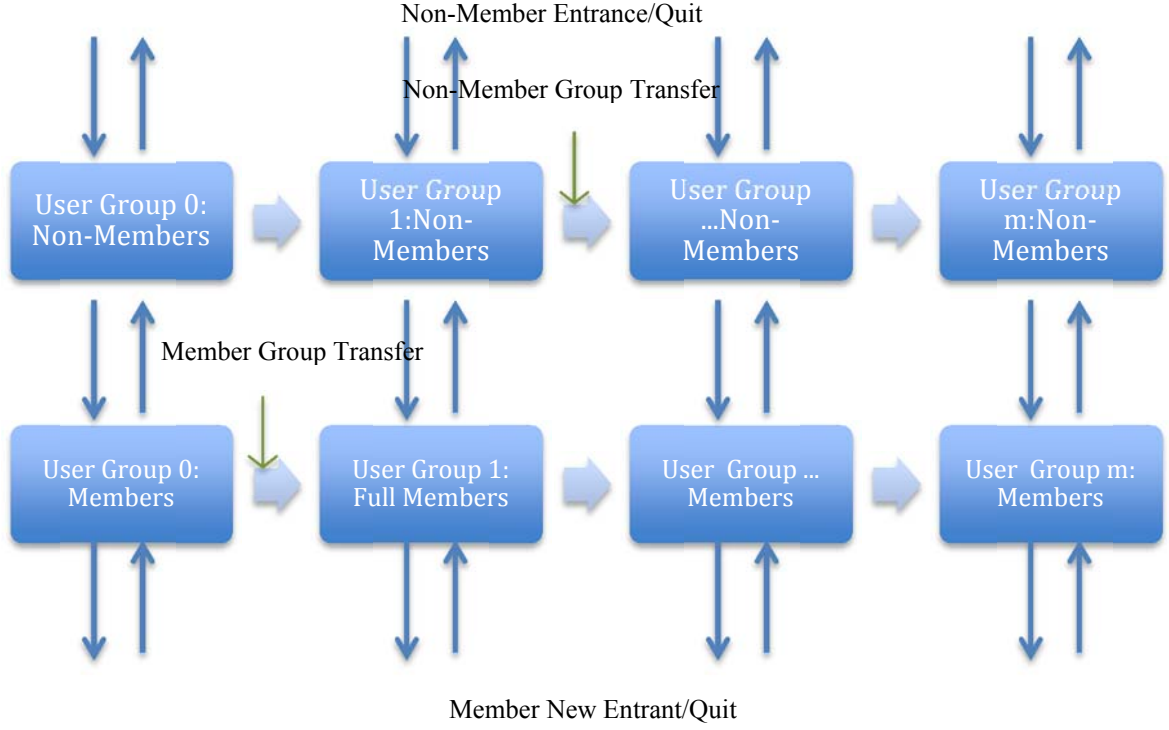 Non-Member Entrance/Quit
Non-Member Group Transfer
User Group 0:
Non-Members
User Group
1:Non-
Members
User Group
...Non-
Members
User Group
m:Non-
Members
Member Group Transfer
User Group 0:
Members
User Group 1:
Full Members
User Group ...
Members
User Group m:
Members
Member New Entrant/Quit